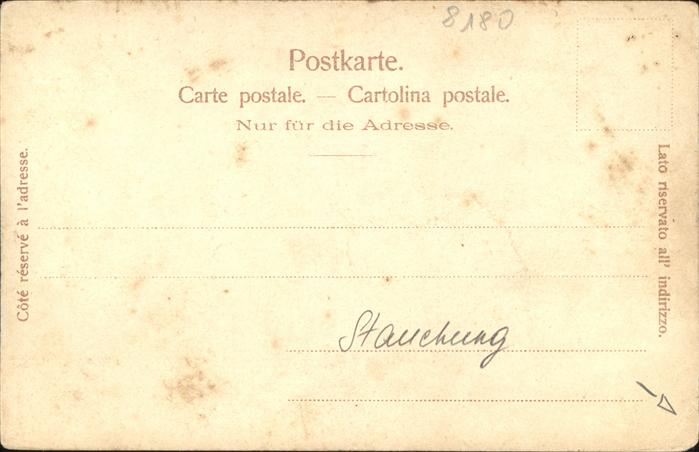 8180
Postkarte.
Carte postale. — Cartolina postale.
Nur für die Adresse.
Côté réservé à l'adresse.
Lato riservato all' indirizzo.
Stauchung